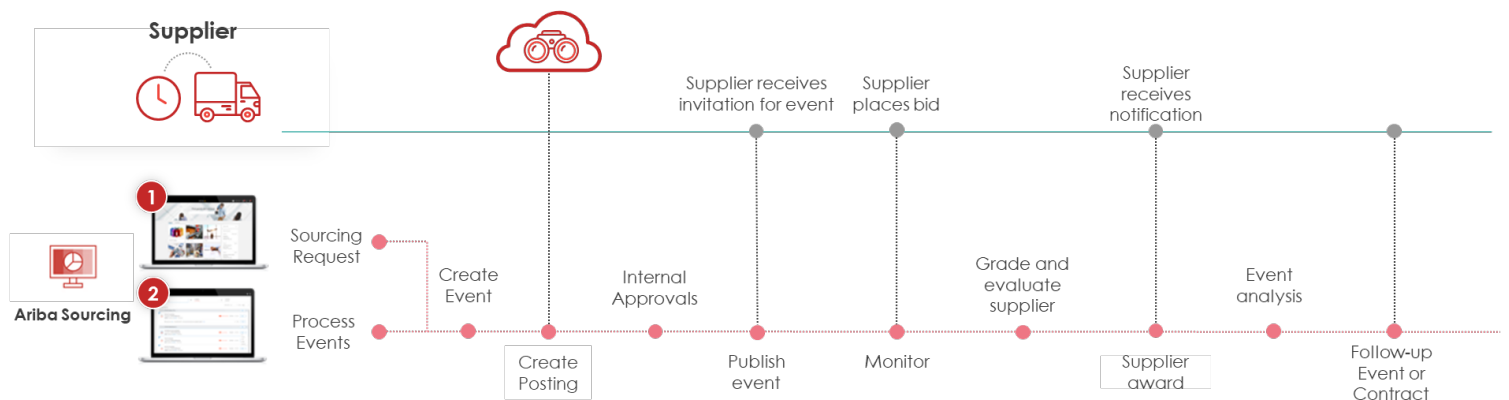 Supplier
Supplier receives
invitation for event
Supplier
places bid
Supplier
receives
notification
1
2
Ariba Sourcing
Sourcing
Request
Process
Events
Create
Event
Create
Posting
Internal
Approvals
Publish
event
Monitor
Grade and
evaluate
supplier
Supplier
award
Event
analysis
Follow-up
Event or
Contract